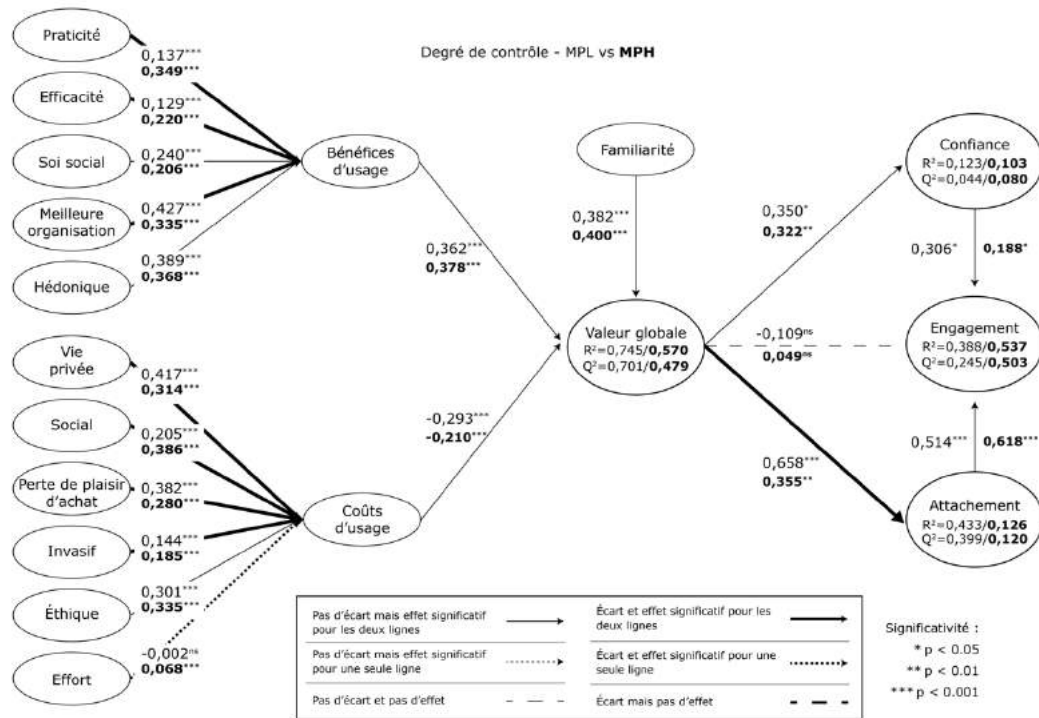 Degré de contrôle - MPL vs MPH
Praticité
0,137***
0,349***
Efficacité
0,129***
0,220***
Soi social
0,240***
0,206***
Meilleure
organisation
0,427***
0,335***
Hédonique
0,389***
0,368***
Bénéfices
d'usage
0,362***
0,378***
Familiarité
0,382***
0,400***
Vie
privée
0,417***
0,314***
Social
0,205***
0,386***
Perte de plaisir
d'achat
0,382***
0,280***
Invasif
0,144***
0,185***
Éthique
0,301***
0,335***
Effort
-0,002ns
0,068***
Coûts
d'usage
-0,293***
-0,210***
Valeur globale
R²=0,745/0,570
Q²=0,701/0,479
0,350*
0,322**
-0,109ns
0,049ns
0,658***
0,355**
Confiance
R²=0,123/0,103
Q²=0,044/0,080
0,306* 0,188*
Engagement
R²=0,388/0,537
Q²=0,245/0,503
0,514*** 0,618***
Attachement
R²=0,433/0,126
Q²=0,399/0,120
Pas d'écart mais effet significatif
pour les deux lignes
Écart et effet significatif pour les
deux lignes
Pas d'écart mais effet significatif
pour une seule ligne
Écart et effet significatif pour une
seule ligne
Pas d'écart et pas d'effet
Écart mais pas d'effet
Significativité :
* p < 0.05
** p < 0.01
*** p < 0.001